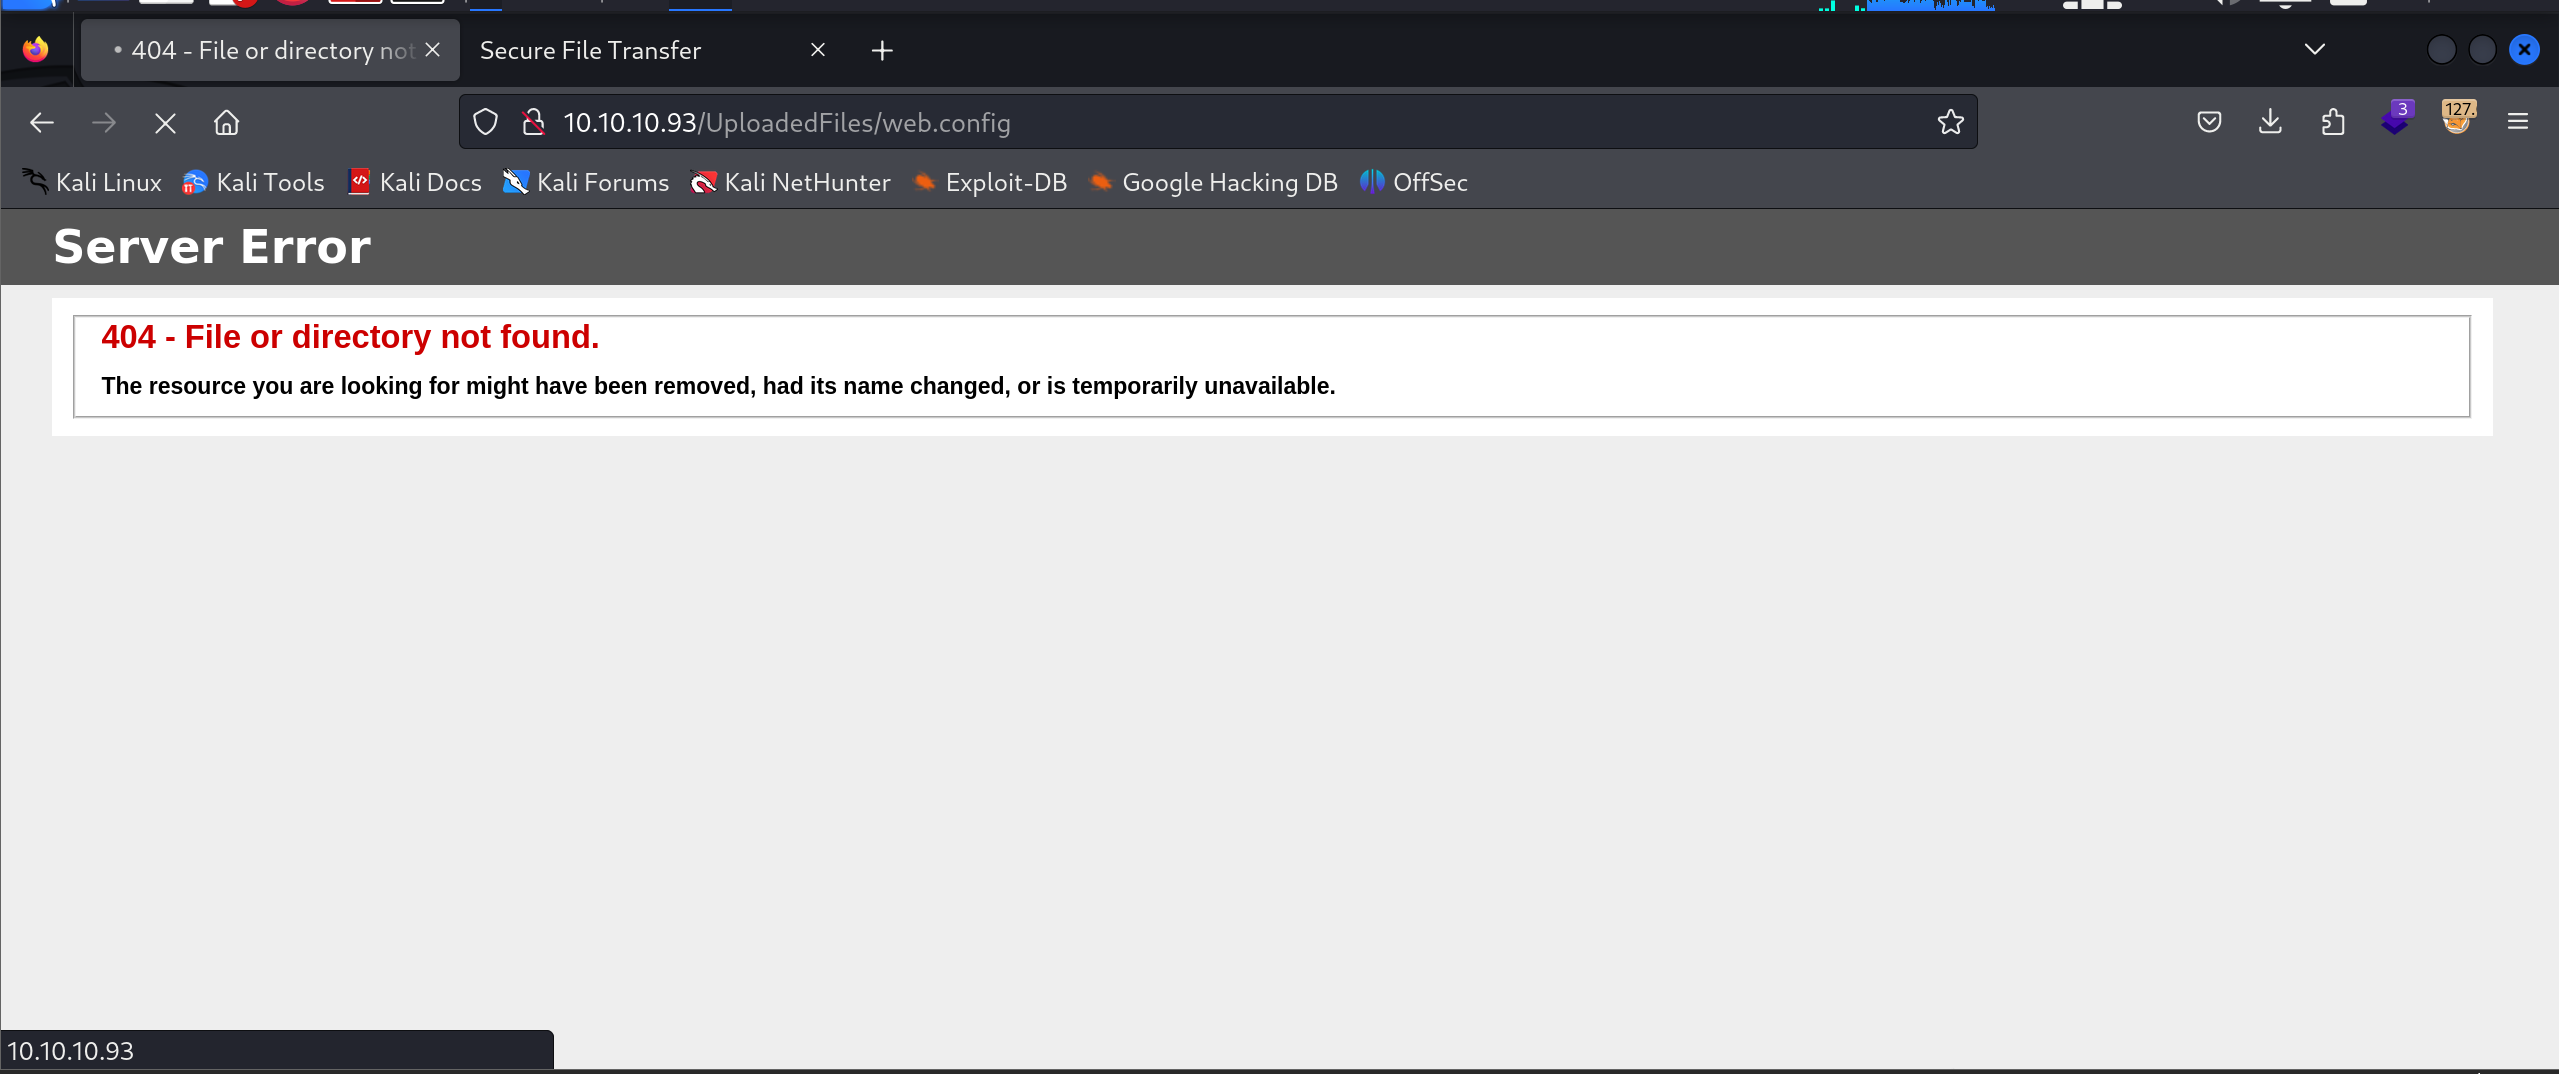 404 - File or directory not
Secure File Transfer
10.10.10.93/UploadedFiles/web.config
3
127.
Kali Linux
Kali Tools
Kali Docs
Kali Forums
Kali NetHunter
Exploit-DB
Google Hacking DB
OffSec
Server Error
404 - File or directory not found.
The resource you are looking for might have been removed, had its name changed, or is temporarily unavailable.
10.10.10.93